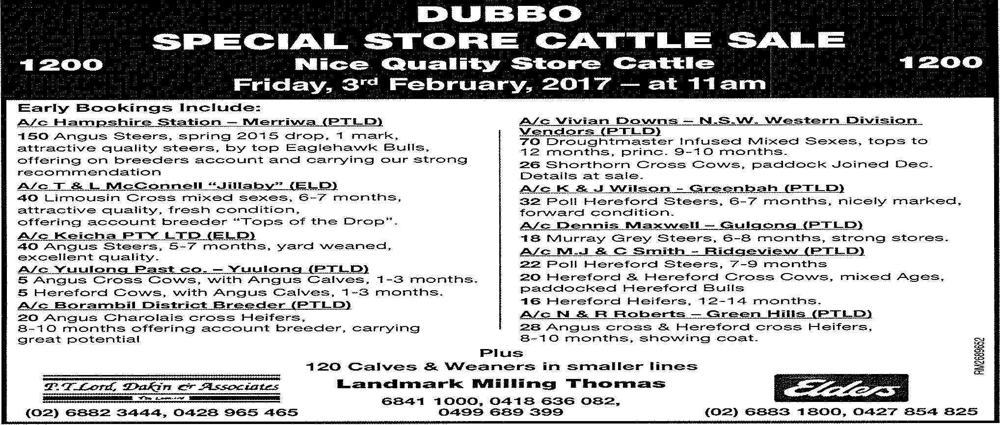 DUBBO
SPECIAL STORE CATTLE SALE
1200 Nice Quality Store Cattle 1200
Friday, 3rd February, 2017 – at 11am
Early Bookings Include:
A/c Hampshire Station – Merriwa (PTLD)
150 Angus Steers, spring 2015 drop, 1 mark,
attractive quality steers, by top Eaglehawk Bulls,
offering on breeders account and carrying our strong
recommendation
A/c T & L McConnell “Jillaby” (ELD)
40 Limousin Cross mixed sexes, 6-7 months,
attractive quality, fresh condition,
offering account breeder “Tops of the Drop”.
A/c Keicha PTY LTD (ELD)
40 Angus Steers, 5-7 months, yard weaned,
excellent quality.
A/c Yuulong Past co. – Yuulong (PTLD)
5 Angus Cross Cows, with Angus Calves, 1-3 months.
5 Hereford Cows, with Angus Calves, 1-3 months.
A/c Borambil District Breeder (PTLD)
20 Angus Charolais cross Heifers,
8-10 months offering account breeder, carrying
great potential
A/c Vivian Downs – N.S.W. Western Division
Vendors (PTLD)
70 Droughtmaster Infused Mixed Sexes, tops to
12 months, princ. 9-10 months.
26 Shorthorn Cross Cows, paddock Joined Dec.
Details at sale.
A/c K & J Wilson - Greenbah (PTLD)
32 Poll Hereford Steers, 6-7 months, nicely marked,
forward condition.
A/c Dennis Maxwell – Gulgong (PTLD)
18 Murray Grey Steers, 6-8 months, strong stores.
A/c M.J & C Smith - Ridgeview (PTLD)
22 Poll Hereford Steers, 7-9 months
20 Hereford & Hereford Cross Cows, mixed Ages,
paddocked Hereford Bulls
16 Hereford Heifers, 12-14 months.
A/c N & R Roberts – Green Hills (PTLD)
28 Angus cross & Hereford cross Heifers,
8-10 months, showing coat.
Plus
120 Calves & Weaners in smaller lines
P.T.Lord, Dakin & Associates
(02) 6882 3444, 0428 965 465
Landmark Milling Thomas
6841 1000, 0418 636 082,
0499 689 399
Elders
(02) 6883 1800, 0427 854 825
RM2689652